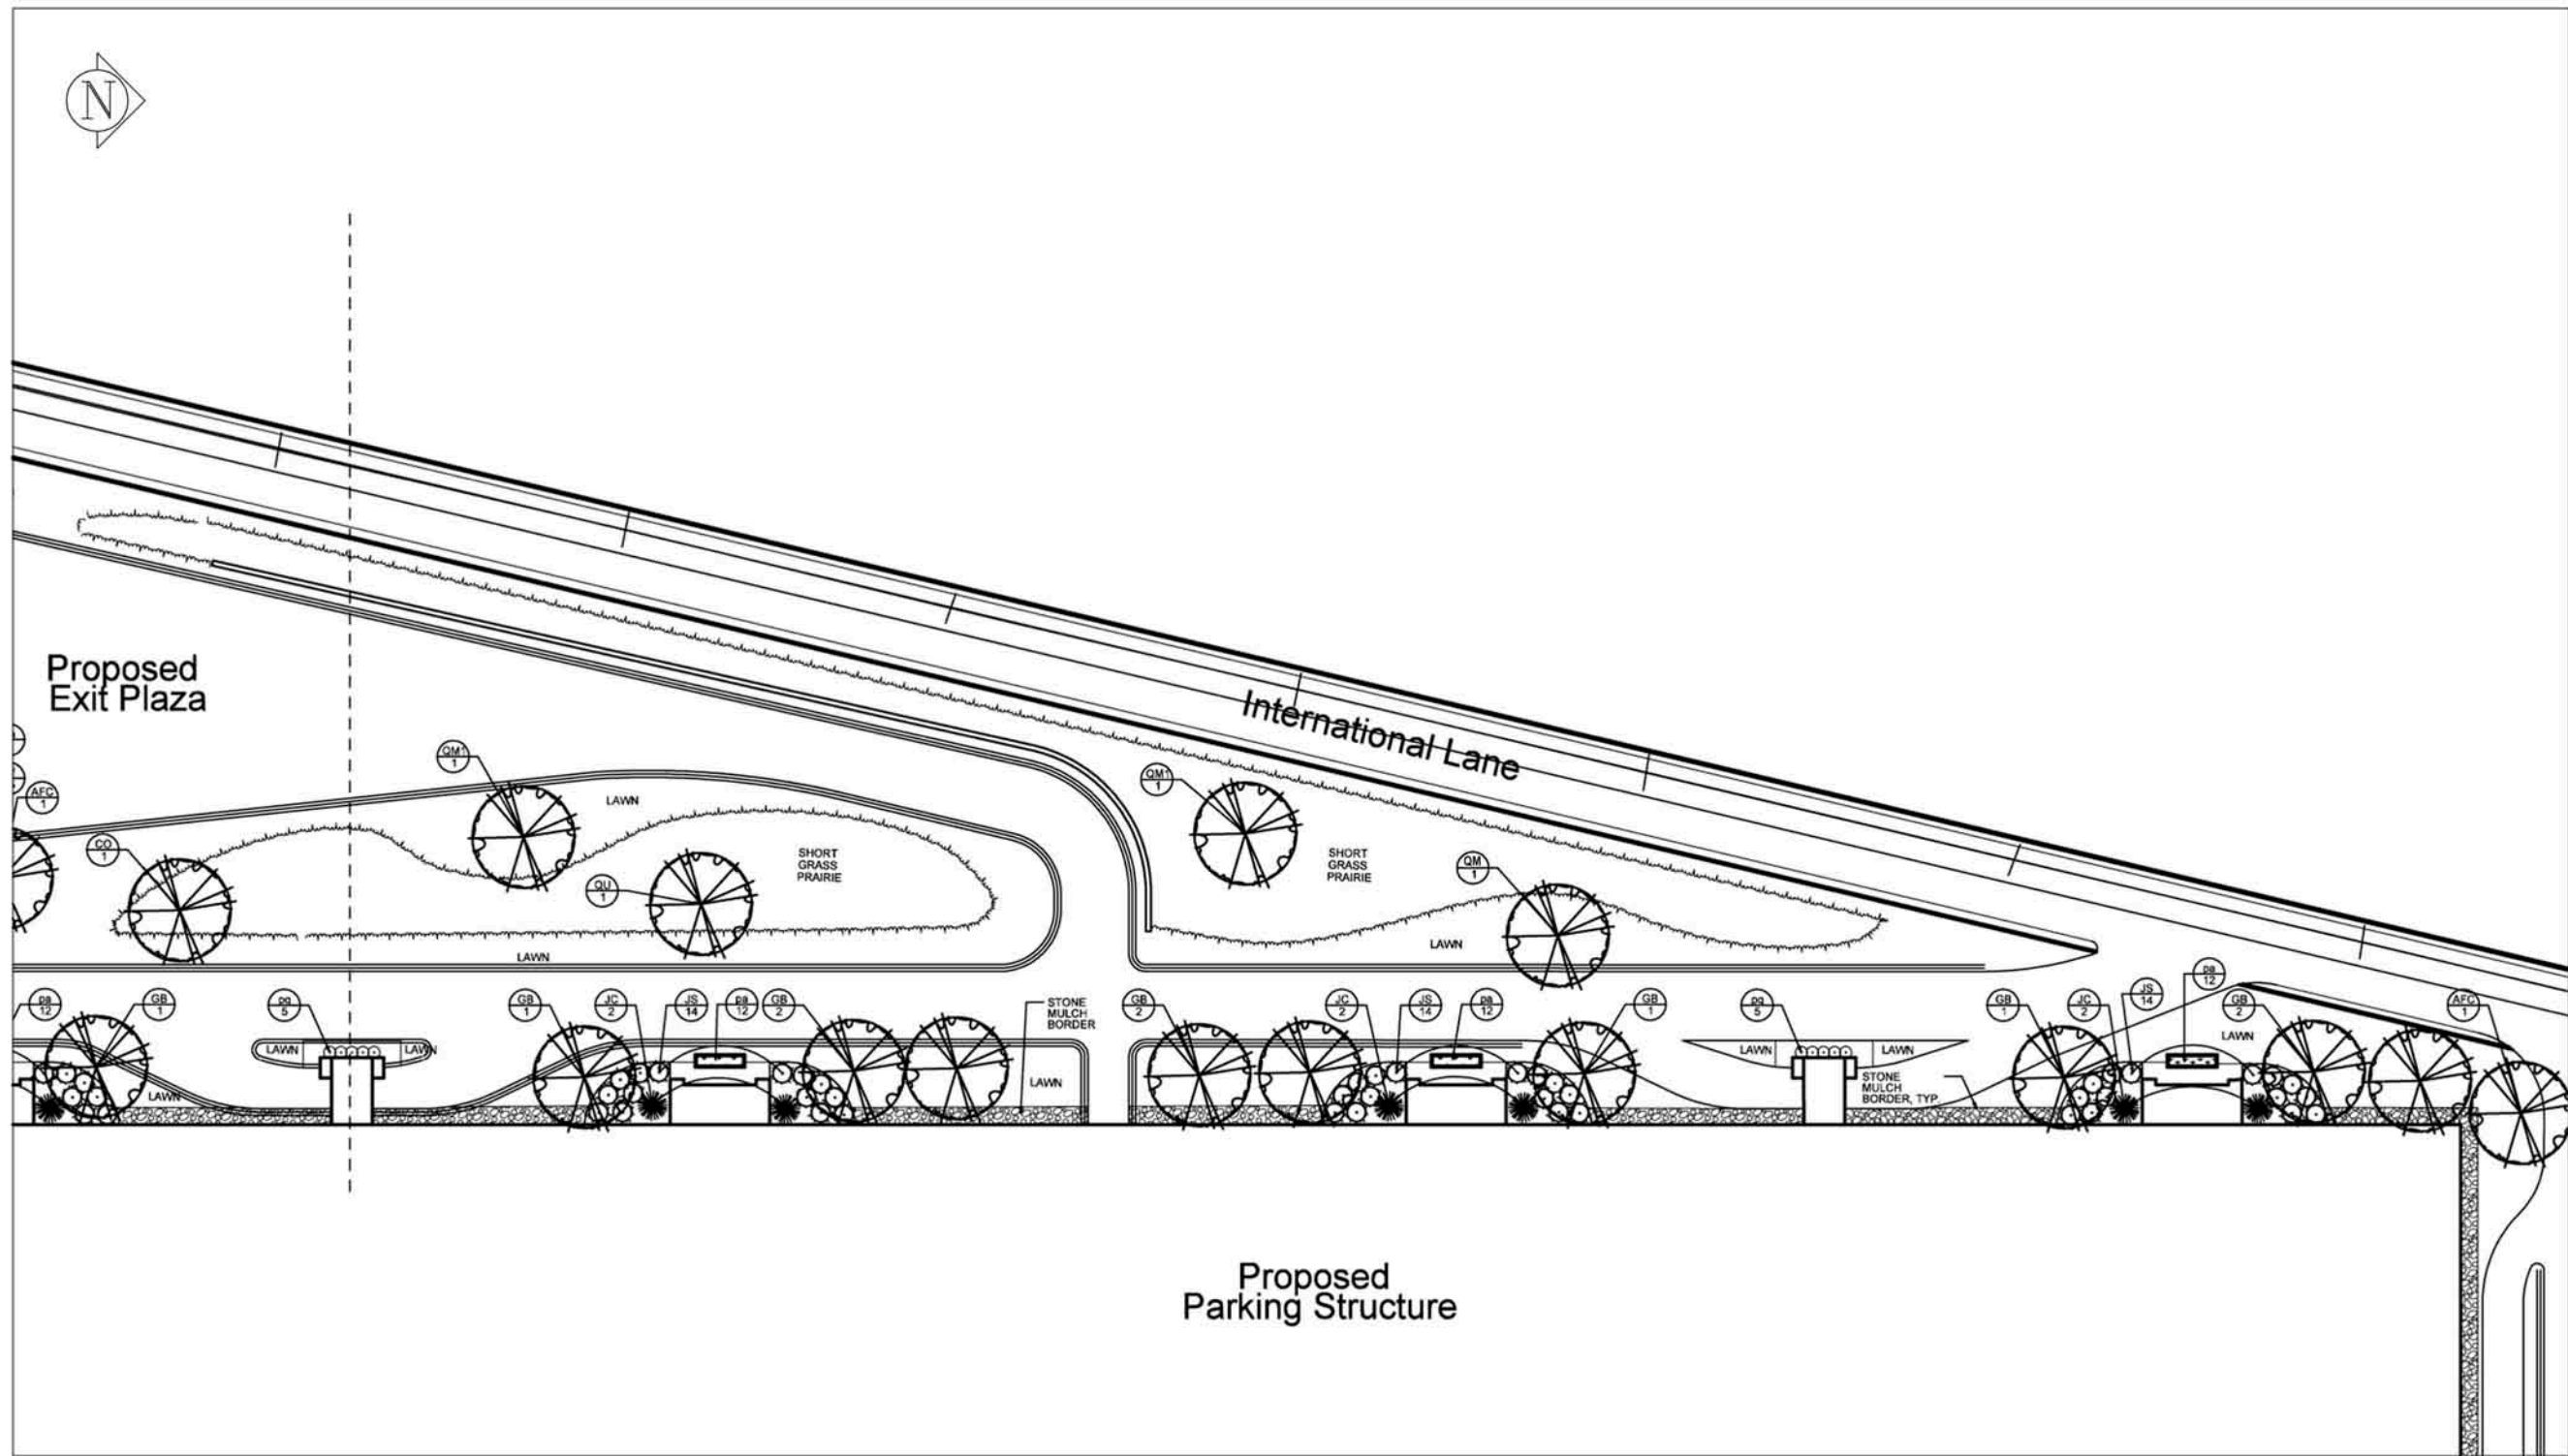 N
Proposed
Exit Plaza
International Lane
QM1
1
QM1
1
AFC
1
LAWN
CO
1
SHORT
GRASS
PRAIRIE
SHORT
GRASS
PRAIRIE
QM
1
QU
1
LAWN
LAWN
pa
12
GB
1
pg
5
GB
1
JC
2
JS
14
pa
12
GB
2
STONE
MULCH
BORDER
GB
2
JC
2
JS
14
pa
12
GB
1
pg
5
GB
1
JC
2
JS
14
pa
12
GB
2
AFC
1
LAWN
LAWN
LAWN
LAWN
LAWN
LAWN
LAWN
LAWN
STONE
MULCH
BORDER, TYP.
Proposed
Parking Structure